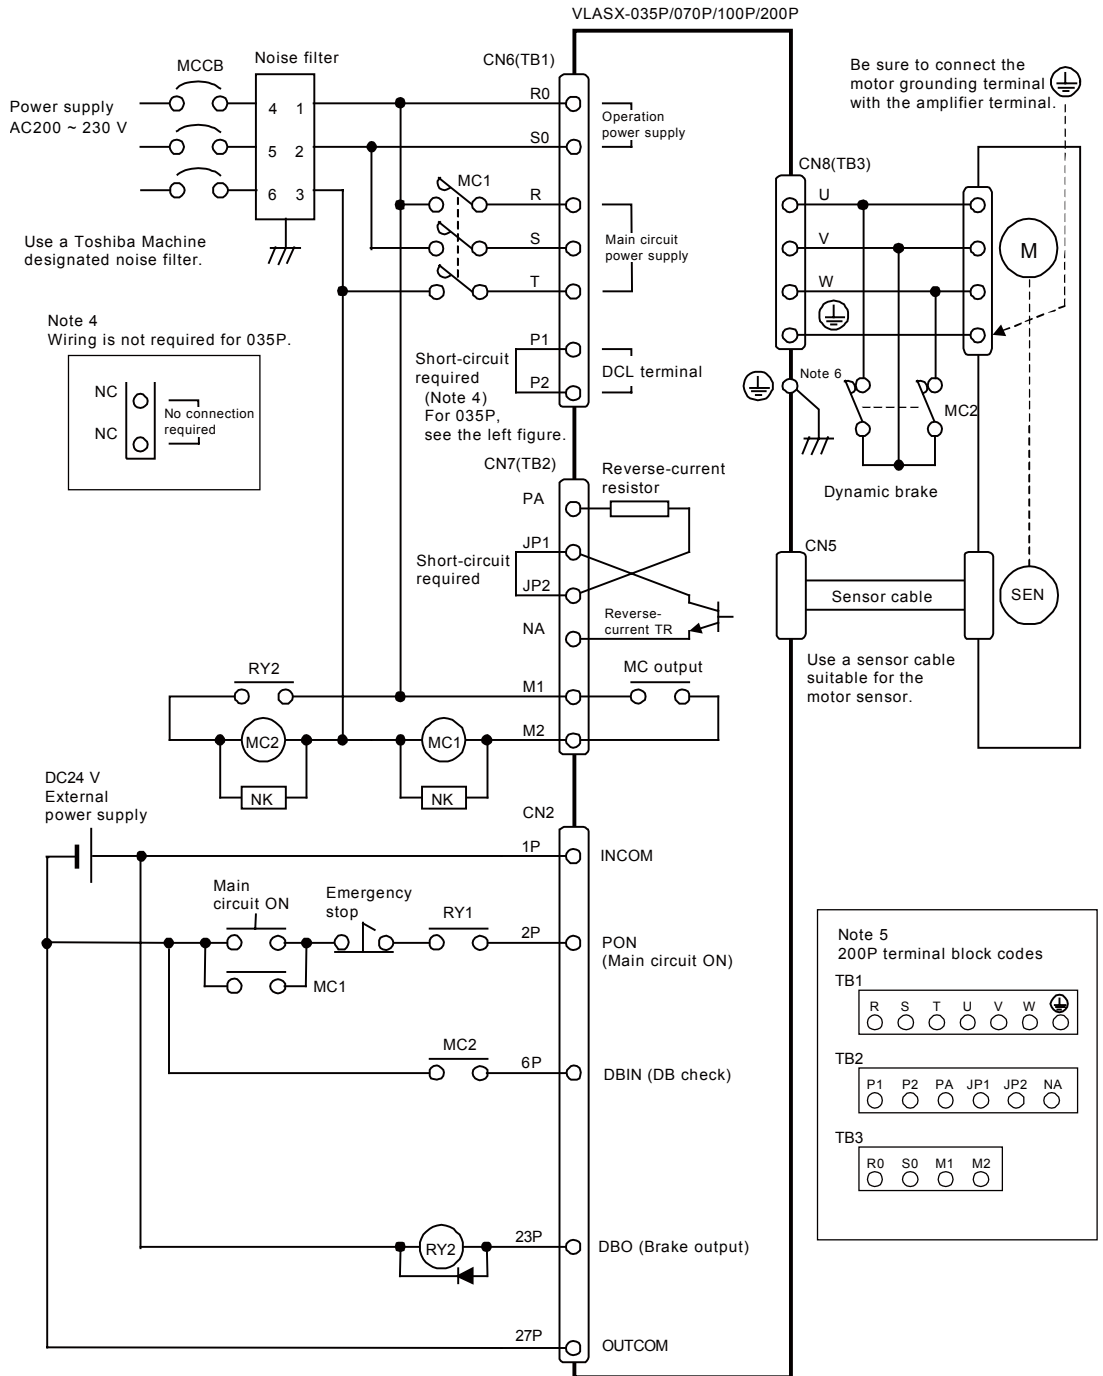 VLASX-035P/070P/100P/200P
MCCB
Noise filter
CN6(TB1)
Power supply
AC200 ~ 230 V
4 1
5 2
6 3
Use a Toshiba Machine
designated noise filter.
R0
S0
Operation
power supply
MC1
R
S
T
Main circuit
power supply
Be sure to connect the
motor grounding terminal
with the amplifier terminal.
CN8(TB3)
U
V
W
M
Note 4
Wiring is not required for 035P.
NC
NC
No connection
required
Short-circuit
required
(Note 4)
For 035P,
see the left figure.
P1
P2
DCL terminal
Note 6
MC2
Dynamic brake
CN7(TB2)
PA
Reverse-current
resistor
Short-circuit
required
JP1
JP2
NA
Reverse-
current TR
CN5
Sensor cable
SEN
Use a sensor cable
suitable for the
motor sensor.
RY2
M1
MC output
MC2
MC1
M2
NK
NK
DC24 V
External
power supply
CN2
1P
INCOM
Main
circuit ON
Emergency
stop
RY1
2P
PON
(Main circuit ON)
MC1
MC2
6P
DBIN (DB check)
RY2
23P
DBO (Brake output)
27P
OUTCOM
Note 5
200P terminal block codes
TB1
R S T U V W
TB2
P1 P2 PA JP1 JP2 NA
TB3
R0 S0 M1 M2